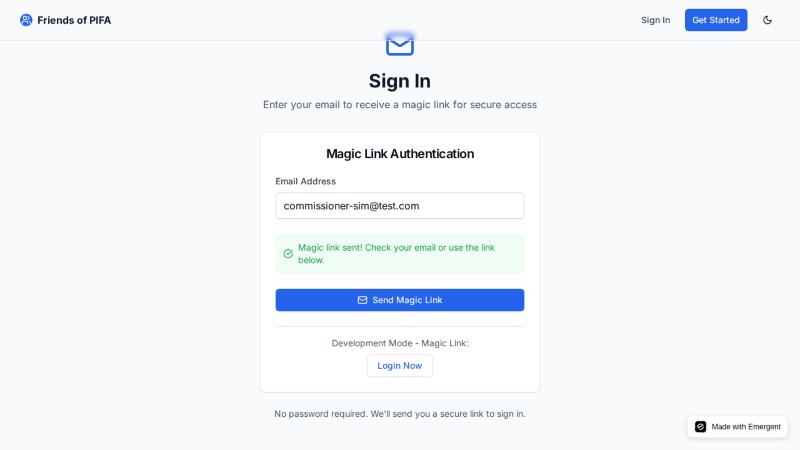 Friends of PIFA
Sign In
Get Started
Sign In
Enter your email to receive a magic link for secure access
Magic Link Authentication
Email Address
commissioner-sim@test.com
Magic link sent! Check your email or use the link
below.
Send Magic Link
Development Mode - Magic Link:
Login Now
No password required. We'll send you a secure link to sign in.
Made with Emergent